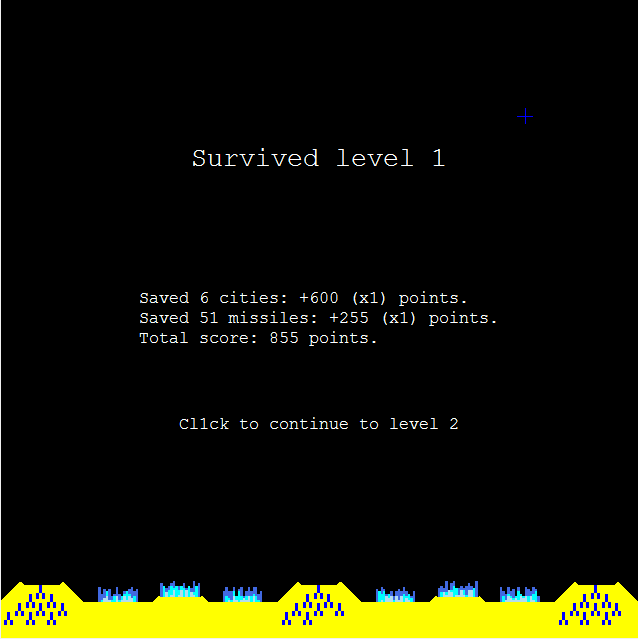 Survived level 1
Saved 6 cities: +600 (x1) points.
Saved 51 missiles: +255 (x1) points.
Total score: 855 points.
Cl1ck to continue to level 2